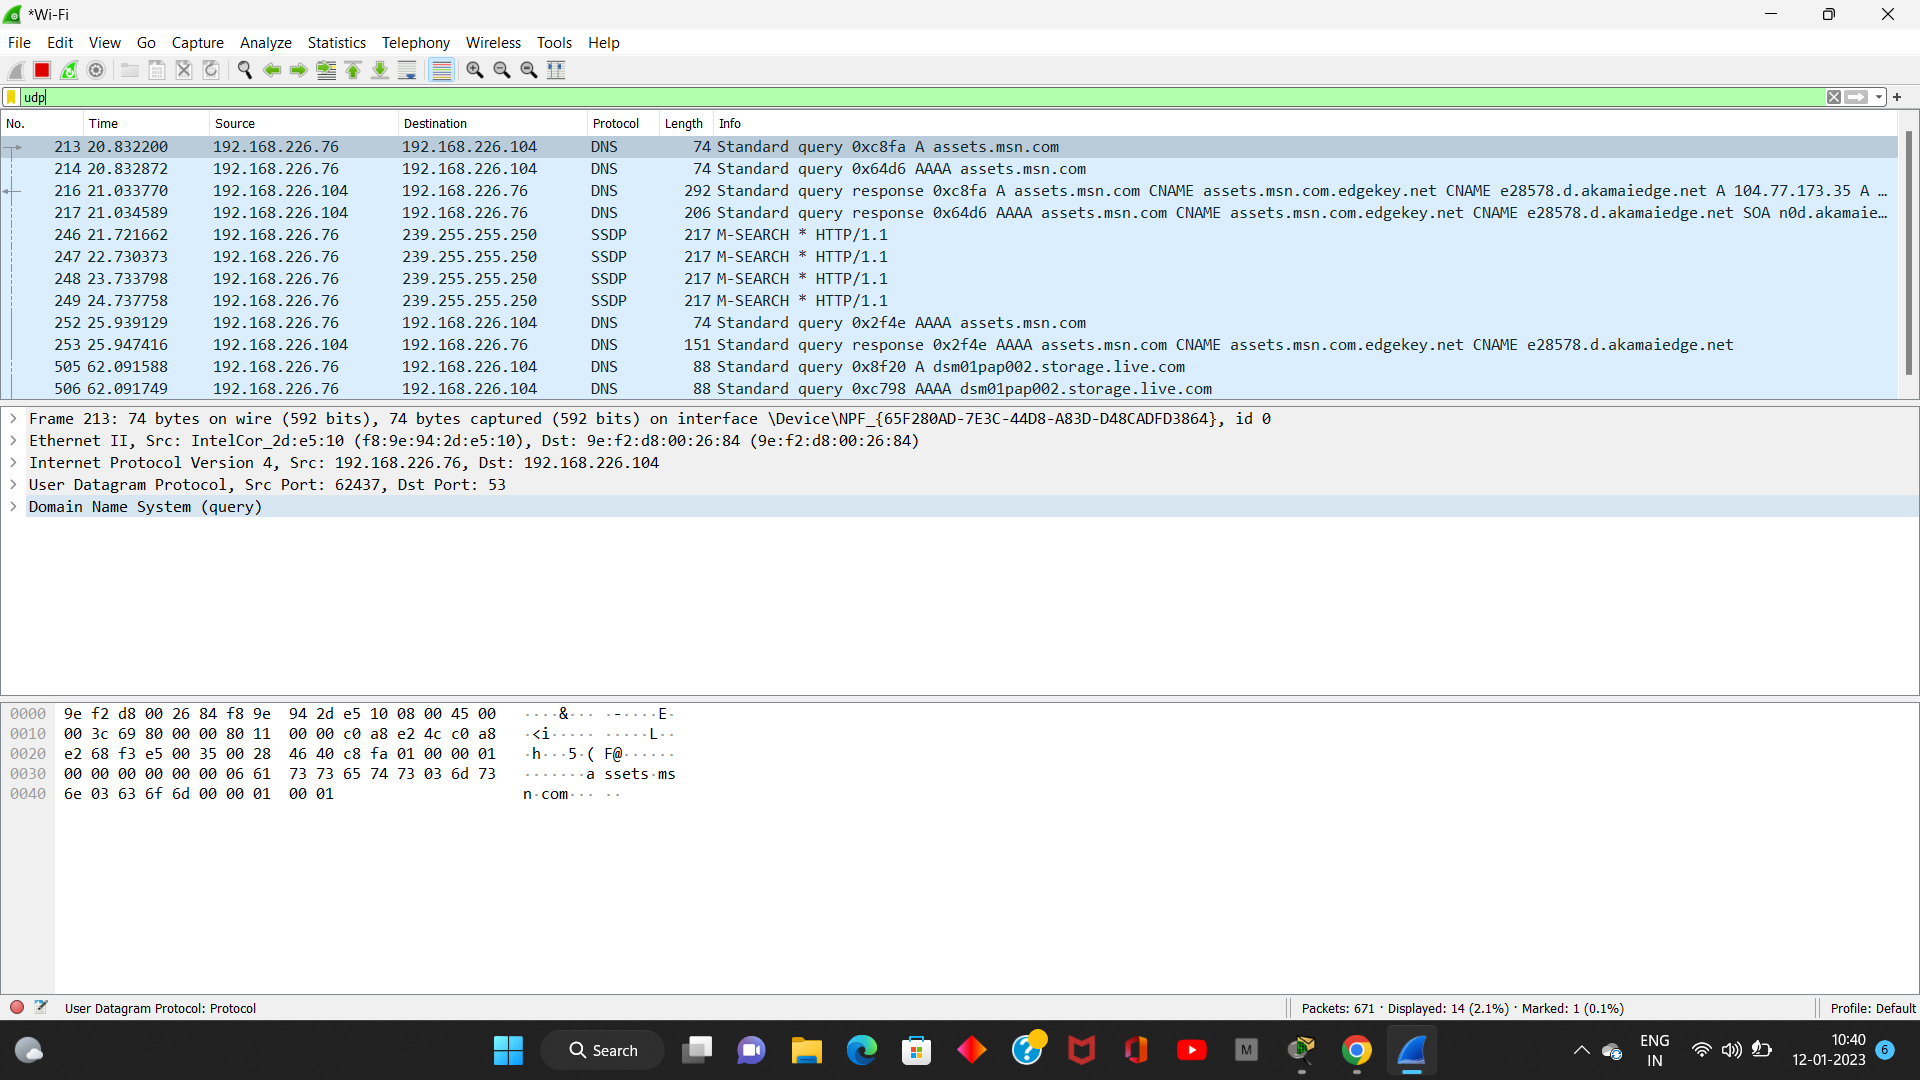 *Wi-Fi
File Edit View Go Capture Analyze Statistics Telephony Wireless Tools Help
udp
No. Time Source Destination Protocol Length Info
213 20.832200 192.168.226.76 192.168.226.104 DNS 74 Standard query 0xc8fa A assets.msn.com
214 20.832872 192.168.226.76 192.168.226.104 DNS 74 Standard query 0x64d6 AAAA assets.msn.com
216 21.033770 192.168.226.104 192.168.226.76 DNS 292 Standard query response 0xc8fa A assets.msn.com CNAME assets.msn.com.edgekey.net CNAME e28578.d.akamaiedge.net A 104.77.173.35 A …
217 21.034589 192.168.226.104 192.168.226.76 DNS 206 Standard query response 0x64d6 AAAA assets.msn.com CNAME assets.msn.com.edgekey.net CNAME e28578.d.akamaiedge.net SOA n0d.akamaie…
246 21.721662 192.168.226.76 239.255.255.250 SSDP 217 M-SEARCH * HTTP/1.1
247 22.730373 192.168.226.76 239.255.255.250 SSDP 217 M-SEARCH * HTTP/1.1
248 23.733798 192.168.226.76 239.255.255.250 SSDP 217 M-SEARCH * HTTP/1.1
249 24.737758 192.168.226.76 239.255.255.250 SSDP 217 M-SEARCH * HTTP/1.1
252 25.939129 192.168.226.76 192.168.226.104 DNS 74 Standard query 0x2f4e AAAA assets.msn.com
253 25.947416 192.168.226.104 192.168.226.76 DNS 151 Standard query response 0x2f4e AAAA assets.msn.com CNAME assets.msn.com.edgekey.net CNAME e28578.d.akamaiedge.net
505 62.091588 192.168.226.76 192.168.226.104 DNS 88 Standard query 0x8f20 A dsm01pap002.storage.live.com
506 62.091749 192.168.226.76 192.168.226.104 DNS 88 Standard query 0xc798 AAAA dsm01pap002.storage.live.com
Frame 213: 74 bytes on wire (592 bits), 74 bytes captured (592 bits) on interface \Device\NPF_{65F280AD-7E3C-44D8-A83D-D48CADFD3864}, id 0
Ethernet II, Src: IntelCor_2d:e5:10 (f8:9e:94:2d:e5:10), Dst: 9e:f2:d8:00:26:84 (9e:f2:d8:00:26:84)
Internet Protocol Version 4, Src: 192.168.226.76, Dst: 192.168.226.104
User Datagram Protocol, Src Port: 62437, Dst Port: 53
Domain Name System (query)
0000 9e f2 d8 00 26 84 f8 9e 94 2d e5 10 08 00 45 00 ····&··· ·-····E·
0010 00 3c 69 80 00 00 80 11 00 00 c0 a8 e2 4c c0 a8 ·<i····· ·····L··
0020 e2 68 f3 e5 00 35 00 28 46 40 c8 fa 01 00 00 01 ·h···5·( F@······
0030 00 00 00 00 00 00 06 61 73 73 65 74 73 03 6d 73 ·······a ssets·ms
0040 6e 03 63 6f 6d 00 00 01 00 01 n·com··· ··
User Datagram Protocol: Protocol Packets: 671 · Displayed: 14 (2.1%) · Marked: 1 (0.1%) Profile: Default
Search
M
ENG
IN
10:40
12-01-2023
6